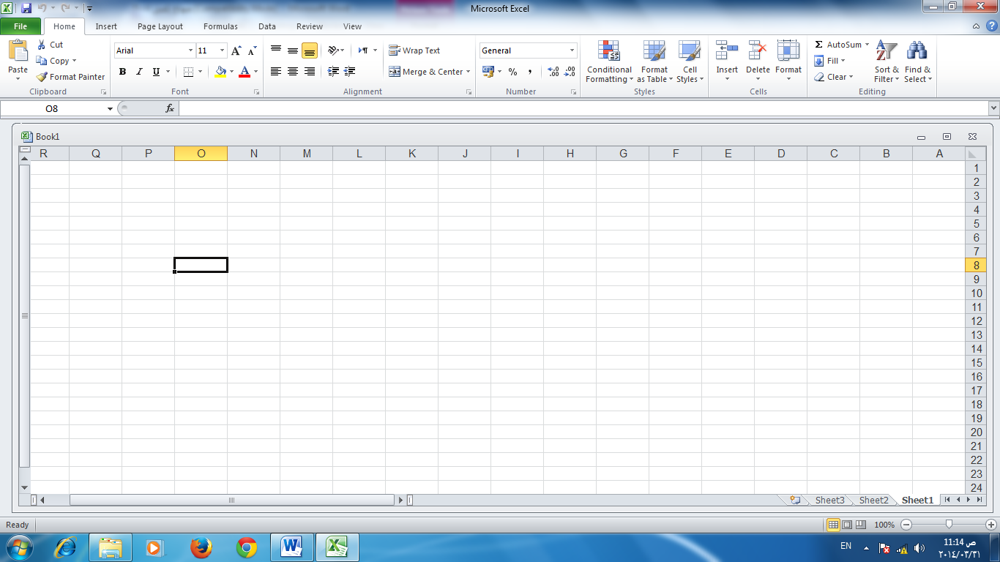 Microsoft Excel
File Home Insert Page Layout Formulas Data Review View
Paste Cut Copy Format Painter
Clipboard
Arial 11
B I U A
Font
Wrap Text
Merge & Center
Alignment
General
% ,
Number
Conditional Formatting
Format as Table
Cell Styles
Styles
Insert Delete Format
Cells
Σ AutoSum
Fill
Clear
Sort & Filter
Find & Select
Editing
O8 fx
Book1
R Q P O N M L K J I H G F E D C B A
1
2
3
4
5
6
7
8
9
10
11
12
13
14
15
16
17
18
19
20
21
22
23
24
Sheet3 Sheet2 Sheet1
Ready 100%
EN 11:14 ص
٢٠١٤/٠٣/٣١